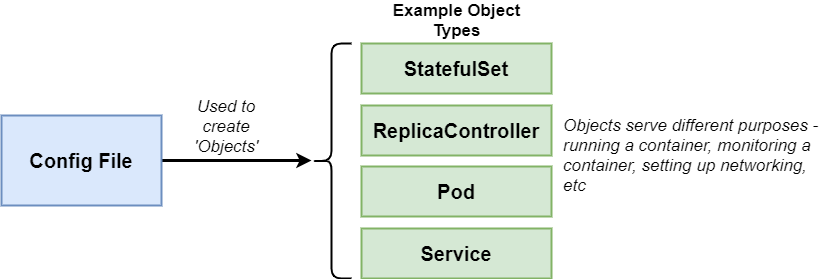 Example Object
Types
StatefulSet
Used to
create
'Objects'
ReplicaController
Objects serve different purposes -
running a container, monitoring a
container, setting up networking,
etc
Config File
Pod
Service